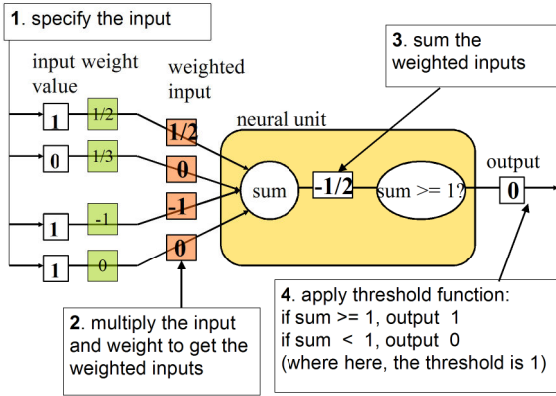 1. specify the input
input weight
value
weighted
input
3. sum the
weighted inputs
neural unit
output
1 1/2 1/2
0 1/3 0
sum -1/2 sum >= 1? 0
1 -1 -1
1 0 0
2. multiply the input
and weight to get the
weighted inputs
4. apply threshold function:
if sum >= 1, output 1
if sum < 1, output 0
(where here, the threshold is 1)